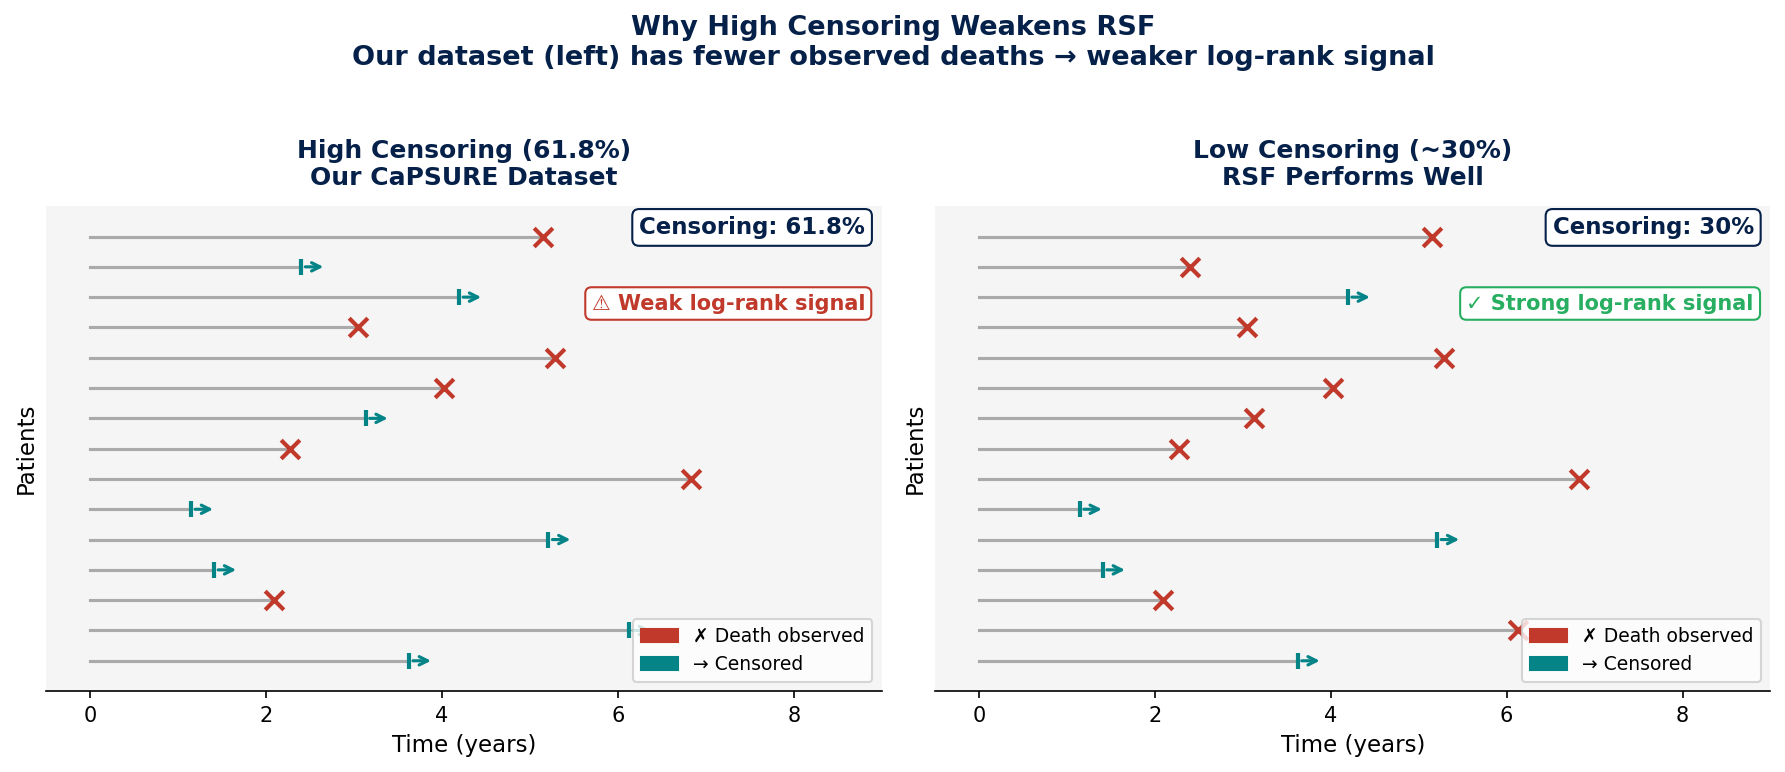 Why High Censoring Weakens RSF
Our dataset (left) has fewer observed deaths → weaker log-rank signal
High Censoring (61.8%)
Our CaPSURE Dataset
Censoring: 61.8%
⚠ Weak log-rank signal
Patients
✗ Death observed
→ Censored
0 2 4 6 8
Time (years)
Low Censoring (~30%)
RSF Performs Well
Censoring: 30%
✓ Strong log-rank signal
Patients
✗ Death observed
→ Censored
0 2 4 6 8
Time (years)